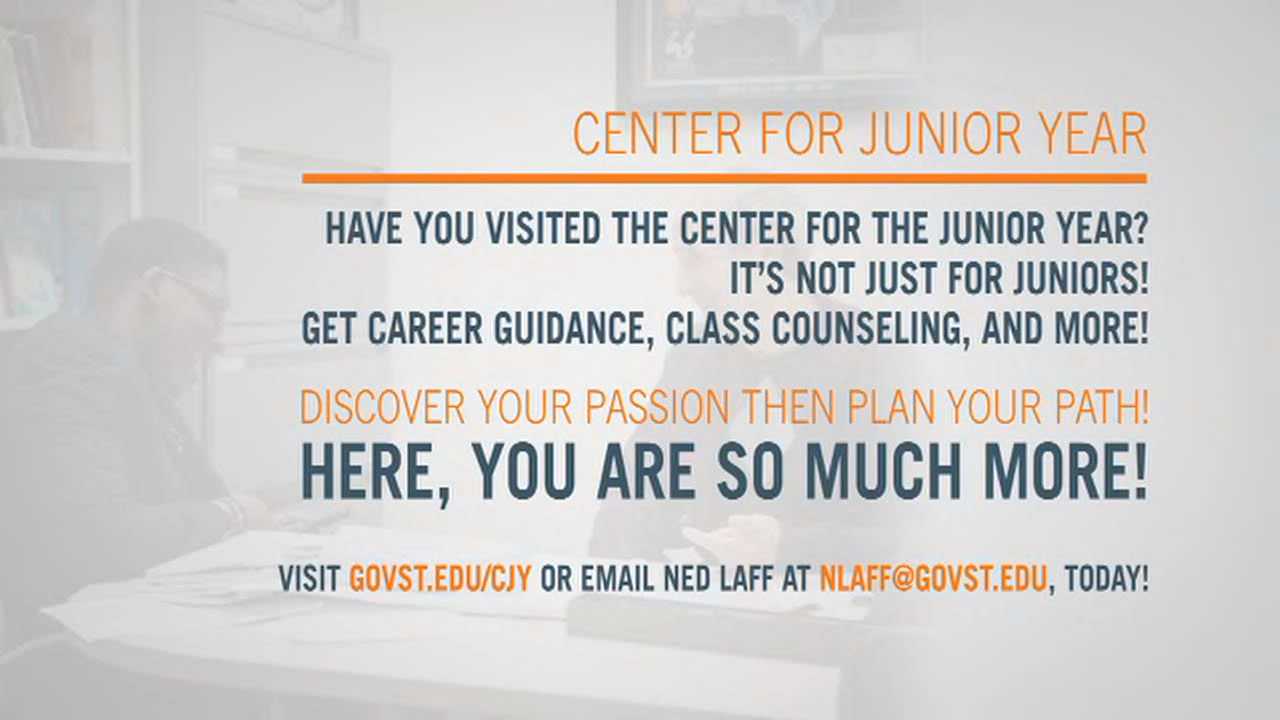 CENTER FOR JUNIOR YEAR
HAVE YOU VISITED THE CENTER FOR THE JUNIOR YEAR?
IT'S NOT JUST FOR JUNIORS!
GET CAREER GUIDANCE, CLASS COUNSELING, AND MORE!
DISCOVER YOUR PASSION THEN PLAN YOUR PATH!
HERE, YOU ARE SO MUCH MORE!
VISIT GOVST.EDU/CJY OR EMAIL NED LAFF AT NLAFF@GOVST.EDU, TODAY!